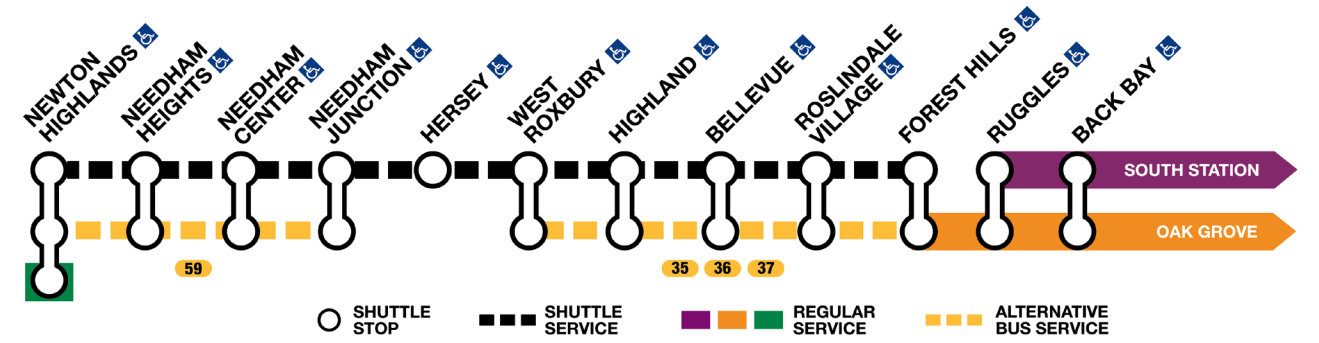 NEWTON
HIGHLANDS
NEEDHAM
HEIGHTS
NEEDHAM
CENTER
NEEDHAM
JUNCTION
HERSEY
WEST
ROXBURY
HIGHLAND
BELLEVUE
ROSLINDALE
VILLAGE
FOREST HILLS
RUGGLES
BACK BAY
SOUTH STATION
OAK GROVE
59
35
36
37
SHUTTLE
STOP
SHUTTLE
SERVICE
REGULAR
SERVICE
ALTERNATIVE
BUS SERVICE